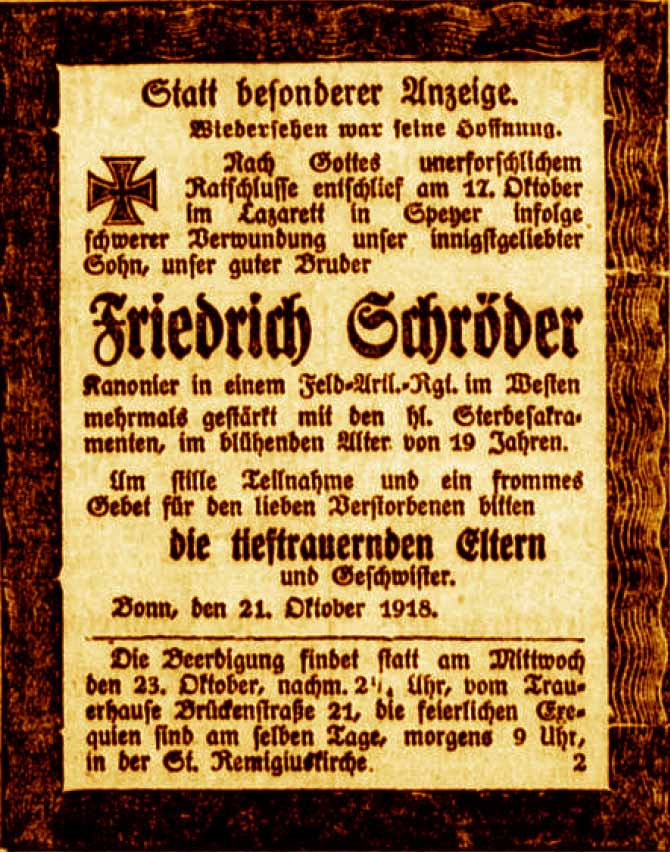 Statt besonderer Anzeige.
Wiedersehen war seine Hoffnung.
Nach Gottes unerforschlichem
Ratschlusse entschlief am 17. Oktober
im Lazarett in Speyer infolge
schwerer Verwundung unser innigstgeliebter
Sohn, unser guter Bruder
Friedrich Schröder
Kanonier in einem Feld-Artl.-Rgt. im Westen
mehrmals gestärkt mit den hl. Sterbesakra-
menten, im blühenden Alter von 19 Jahren.
Um stille Teilnahme und ein frommes
Gebet für den lieben Verstorbenen bitten
die tieftrauernden Eltern
und Geschwister.
Bonn, den 21. Oktober 1918.
Die Beerdigung findet statt am Mittwoch
den 23. Oktober, nachm. 2¼ Uhr, vom Trau-
erhause Brückenstraße 21, die feierlichen Exe-
quien sind am selben Tage, morgens 9 Uhr,
in der St. Remigiuskirche. 2